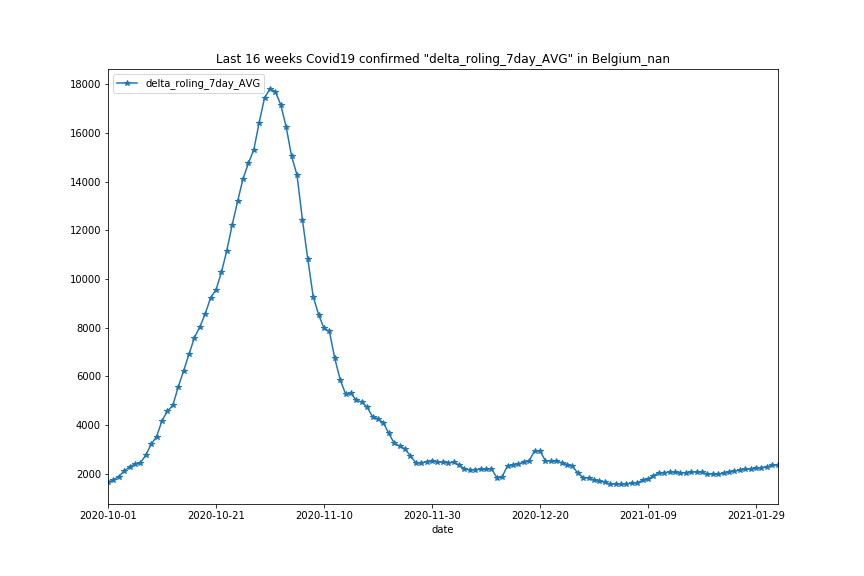 Last 16 weeks Covid19 confirmed "delta_roling_7day_AVG" in Belgium_nan
delta_roling_7day_AVG
18000
16000
14000
12000
10000
8000
6000
4000
2000
2020-10-01 2020-10-21 2020-11-10 2020-11-30 2020-12-20 2021-01-09 2021-01-29
date